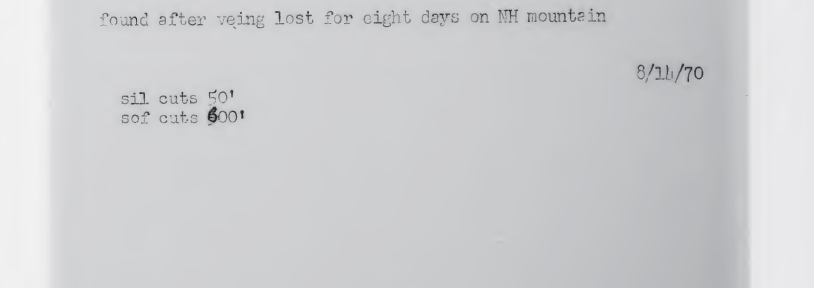 found after veing lost for eight days on NH mountain
8/14/70
sil cuts 50'
sof cuts 600'